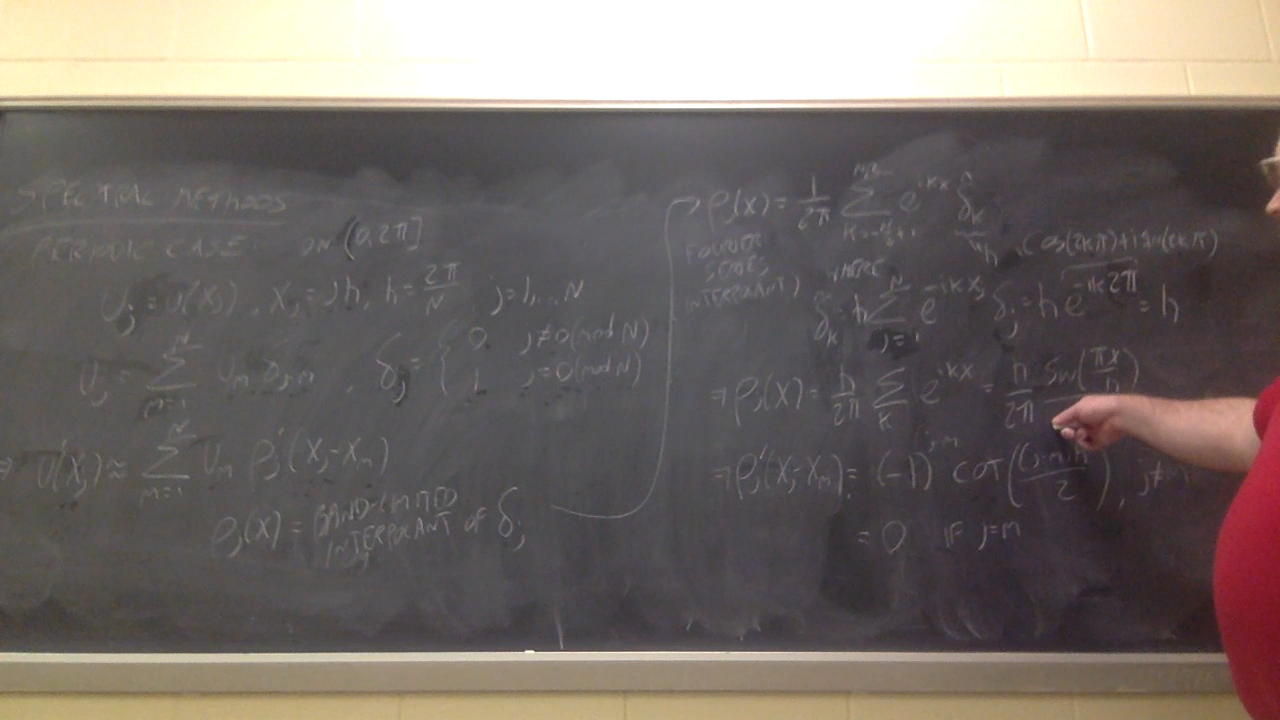 SPECTRAL METHODS
PERIODIC CASE: ON (0,2π]
U_j = u(x_j), x_j = jh, h = 2π/N j=1,...N
U_j = Σ_{m=1}^{N} U_m δ_{j-m}, δ_j = { 0 j≠0 (mod N)
1 j=0 (mod N)
⇒ u'(x_j) ≈ Σ_{m=1}^{N} U_m ρ'(x_j-x_m)
ρ(x) = BAND-LIMITED
INTERPOLANT OF δ_j
ρ(x) = 1/2π Σ_{k=-N/2+1}^{N/2} e^{ikx} δ̂_k
FOURIER
SERIES
INTERPOLANT) WHERE
cos(2kπ)+i sin(2kπ)
δ̂_k = h Σ_{j=1}^{N} e^{-ikx_j} δ_j = h e^{-ik2π} = h
⇒ ρ(x) = h/2π Σ_k e^{ikx} = h/2π sin(πx/h)
⇒ ρ'(x_j-x_m) = (-1)^{j-m} cot((j-m)h/2), j≠m
= 0 IF j=m